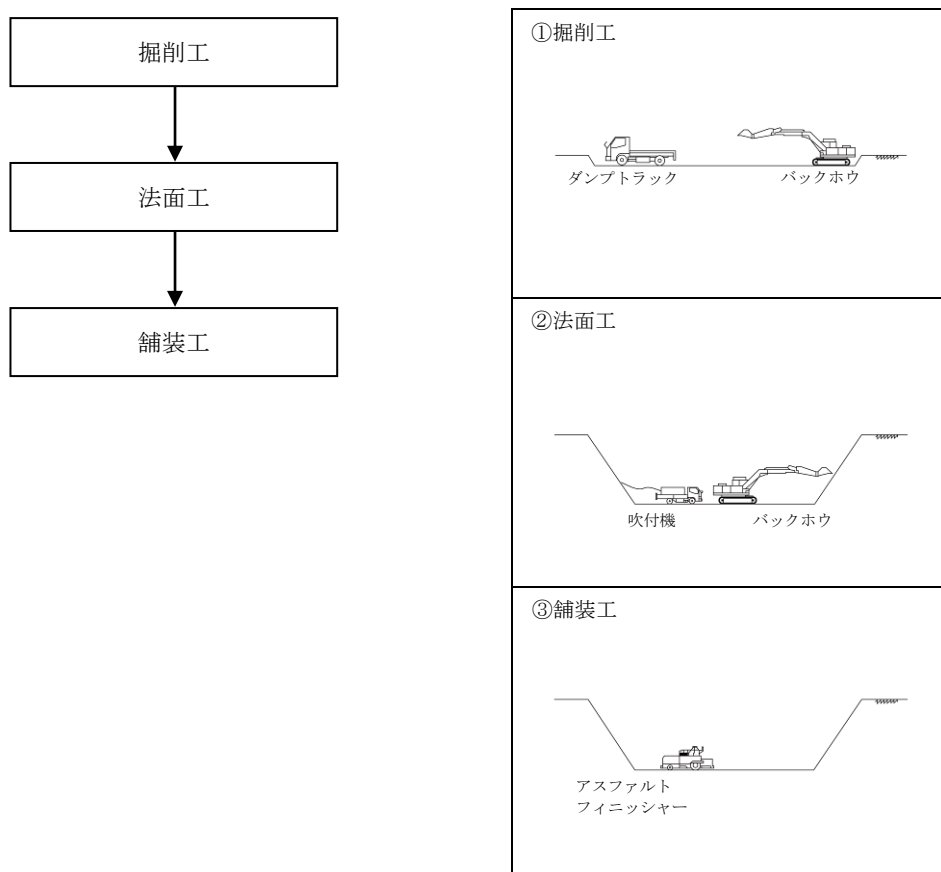 掘削工
法面工
舗装工
①掘削工
ダンプトラック
バックホウ
②法面工
吹付機
バックホウ
③舗装工
アスファルト
フィニッシャー